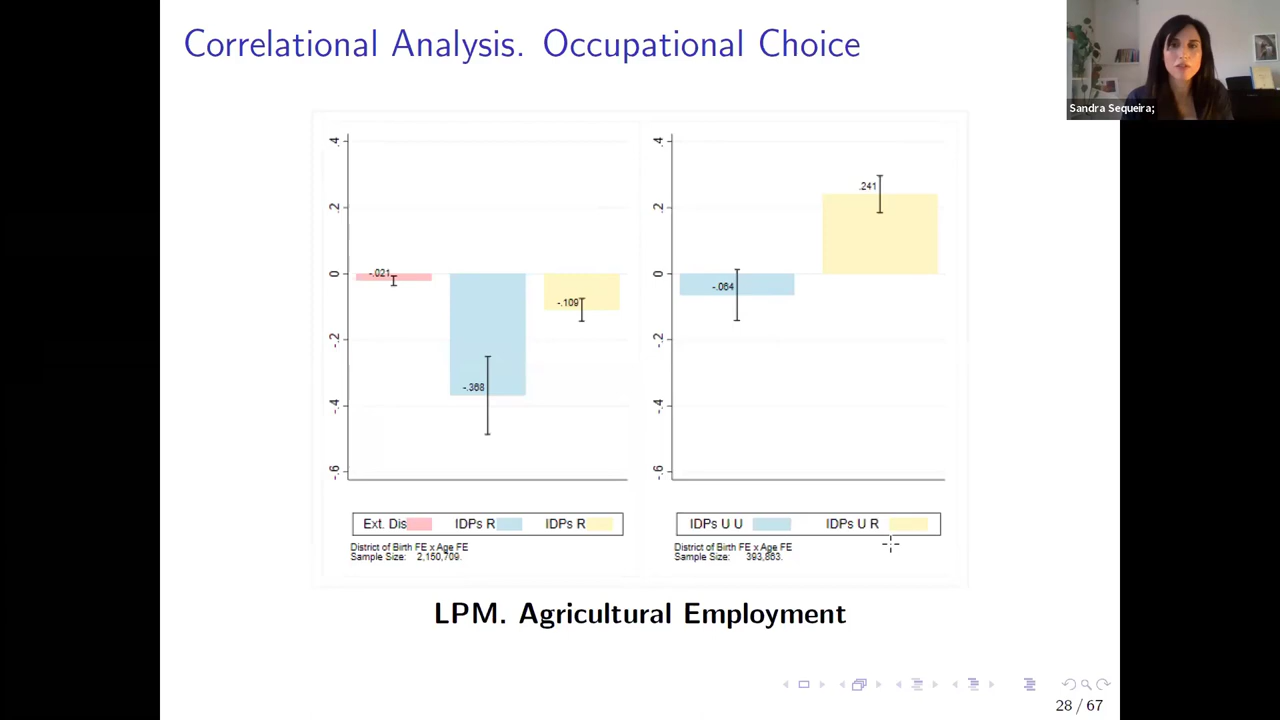 Correlational Analysis. Occupational Choice
Sandra Sequeira;
.4
.2
0
-.2
-.4
-.6
-.021
-.368
-.109
Ext. Dis
IDPs R
IDPs R
District of Birth FE x Age FE
Sample Size: 2,160,709.
.4
.2
0
-.2
-.4
-.6
-.064
.241
IDPs U U
IDPs U R
District of Birth FE x Age FE
Sample Size: 393,863.
LPM. Agricultural Employment
28 / 67